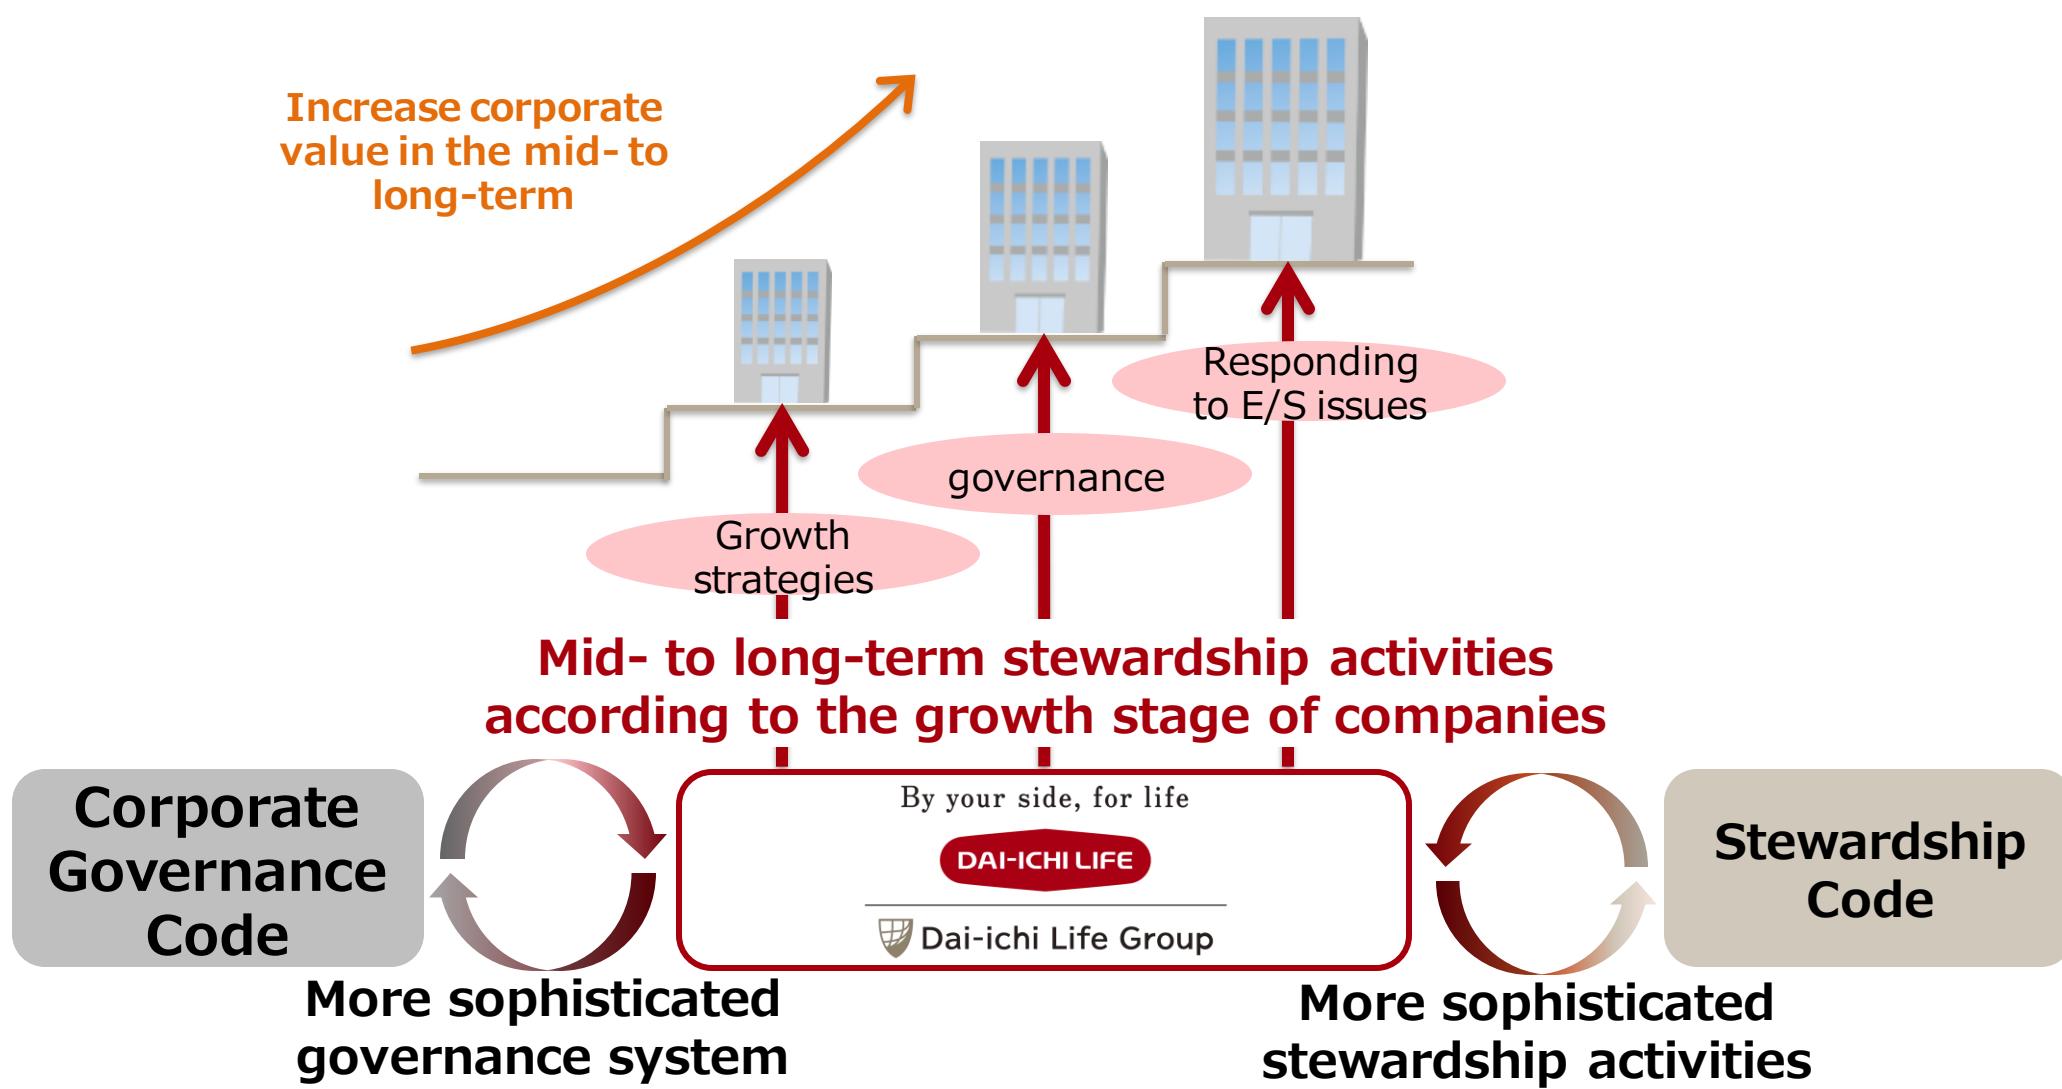 Increase corporate
value in the mid- to
long-term
Responding
to E/S issues
governance
Growth
strategies
Mid- to long-term stewardship activities
according to the growth stage of companies
Corporate
Governance
Code
By your side, for life
DAI-ICHI LIFE
Dai-ichi Life Group
Stewardship
Code
More sophisticated
governance system
More sophisticated
stewardship activities